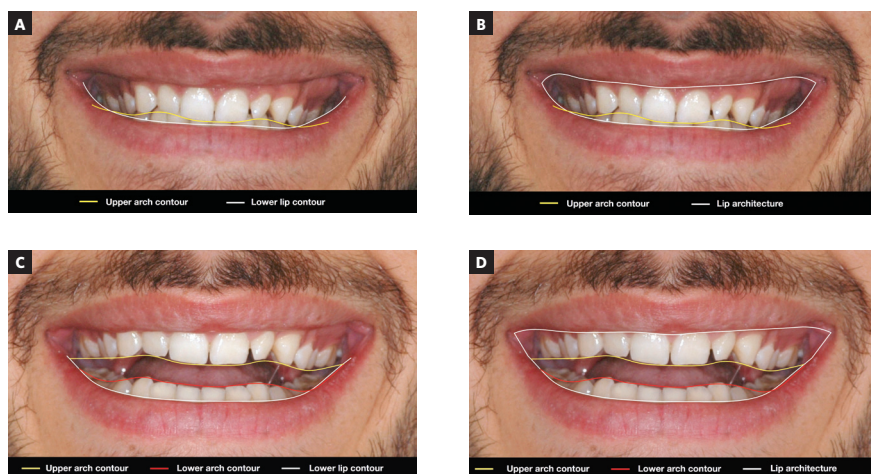 A
B
Upper arch contour Lower lip contour
Upper arch contour Lip architecture
C
D
Upper arch contour Lower arch contour Lower lip contour
Upper arch contour Lower arch contour Lip architecture